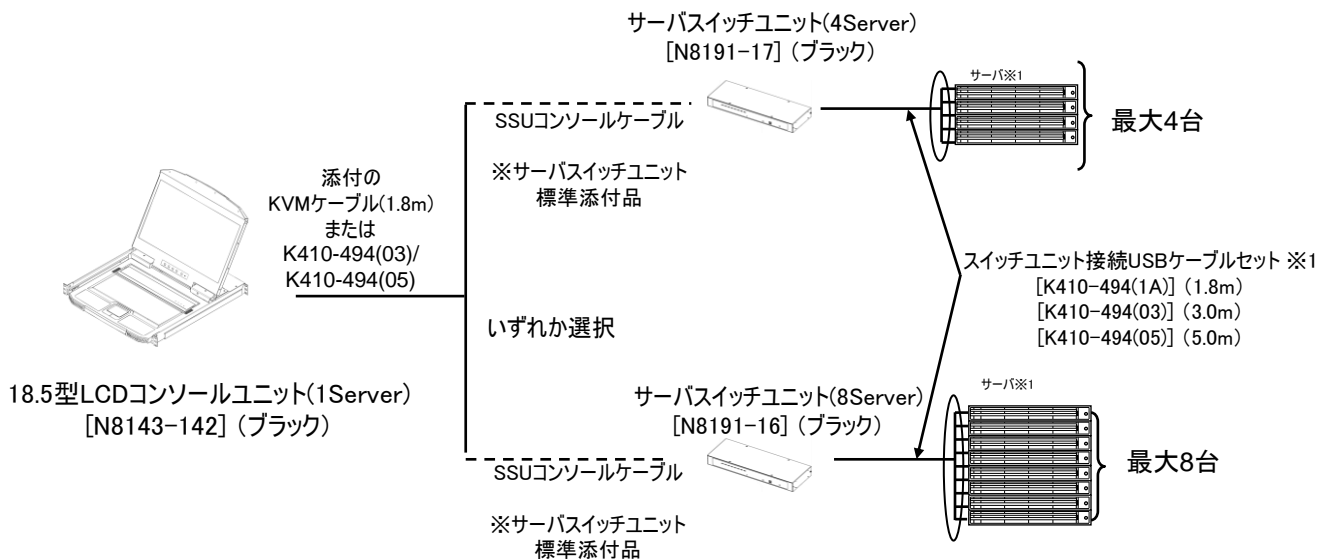 サーバスイッチユニット(4Server)
[N8191-17] (ブラック)
サーバ※1
最大4台
SSUコンソールケーブル
※サーバスイッチユニット
標準添付品
添付の
KVMケーブル(1.8m)
または
K410-494(03)/
K410-494(05)
スイッチユニット接続USBケーブルセット ※1
[K410-494(1A)] (1.8m)
[K410-494(03)] (3.0m)
[K410-494(05)] (5.0m)
いずれか選択
18.5型LCDコンソールユニット(1Server)
[N8143-142] (ブラック)
サーバスイッチユニット(8Server)
[N8191-16] (ブラック)
サーバ※1
最大8台
SSUコンソールケーブル
※サーバスイッチユニット
標準添付品